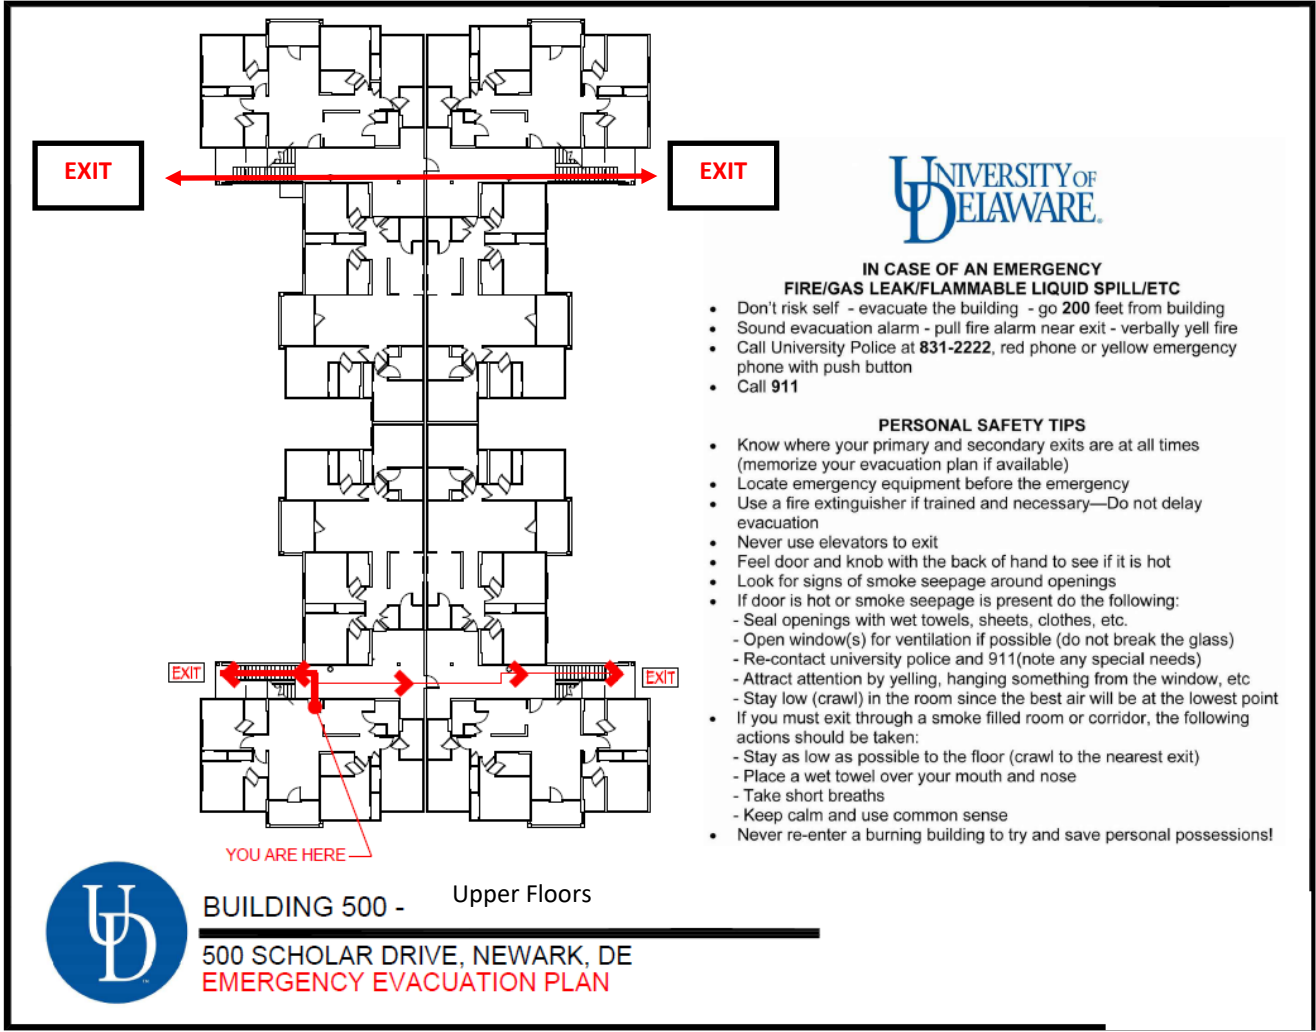 EXIT
EXIT
UNIVERSITY OF
DELAWARE.
IN CASE OF AN EMERGENCY
FIRE/GAS LEAK/FLAMMABLE LIQUID SPILL/ETC
• Don't risk self - evacuate the building - go 200 feet from building
• Sound evacuation alarm - pull fire alarm near exit - verbally yell fire
• Call University Police at 831-2222, red phone or yellow emergency
phone with push button
• Call 911
PERSONAL SAFETY TIPS
• Know where your primary and secondary exits are at all times
(memorize your evacuation plan if available)
• Locate emergency equipment before the emergency
• Use a fire extinguisher if trained and necessary—Do not delay
evacuation
• Never use elevators to exit
• Feel door and knob with the back of hand to see if it is hot
• Look for signs of smoke seepage around openings
• If door is hot or smoke seepage is present do the following:
- Seal openings with wet towels, sheets, clothes, etc.
- Open window(s) for ventilation if possible (do not break the glass)
- Re-contact university police and 911(note any special needs)
- Attract attention by yelling, hanging something from the window, etc
- Stay low (crawl) in the room since the best air will be at the lowest point
• If you must exit through a smoke filled room or corridor, the following
actions should be taken:
- Stay as low as possible to the floor (crawl to the nearest exit)
- Place a wet towel over your mouth and nose
- Take short breaths
- Keep calm and use common sense
• Never re-enter a burning building to try and save personal possessions!
EXIT
EXIT
YOU ARE HERE
UD
BUILDING 500 - Upper Floors
500 SCHOLAR DRIVE, NEWARK, DE
EMERGENCY EVACUATION PLAN